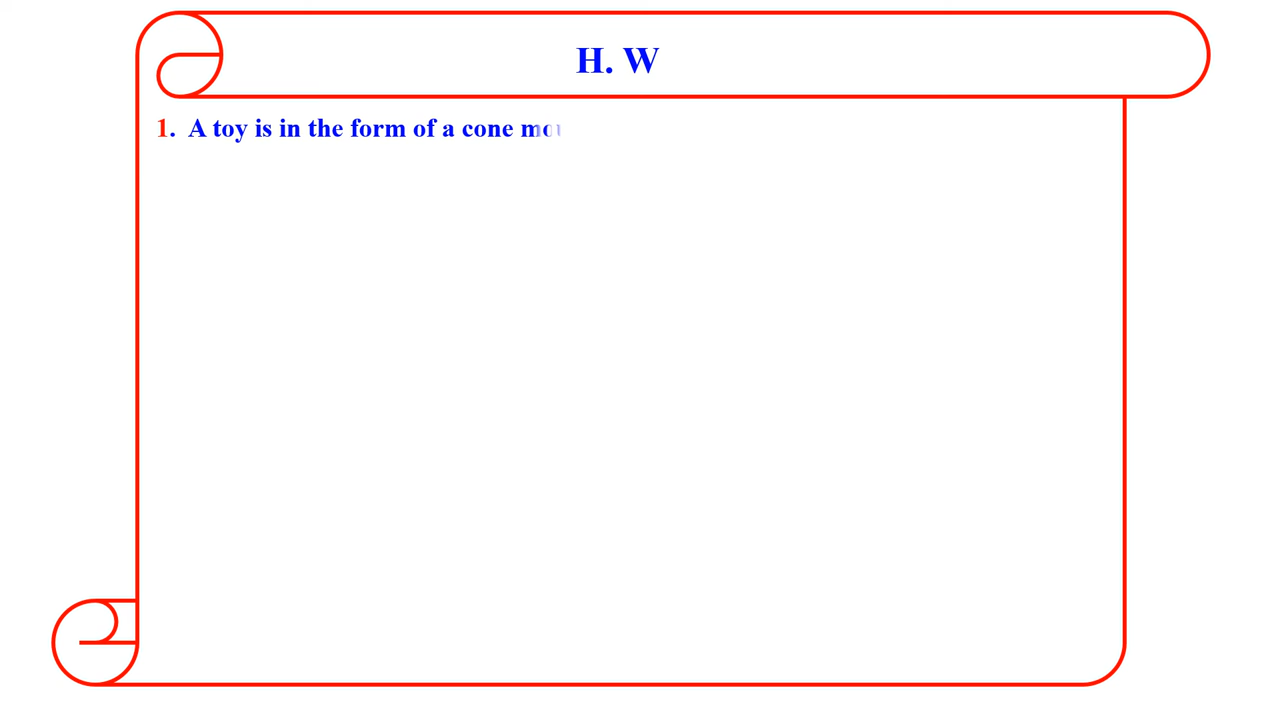 H. W
1. A toy is in the form of a cone